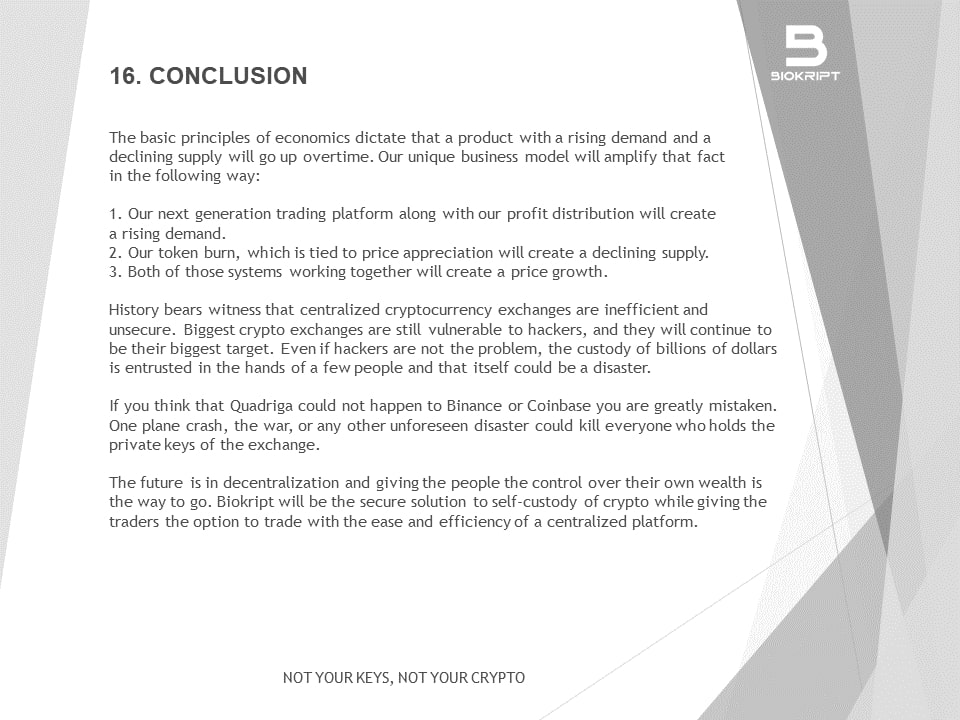 BIOKRIPT
16. CONCLUSION
The basic principles of economics dictate that a product with a rising demand and a
declining supply will go up overtime. Our unique business model will amplify that fact
in the following way:
1. Our next generation trading platform along with our profit distribution will create
a rising demand.
2. Our token burn, which is tied to price appreciation will create a declining supply.
3. Both of those systems working together will create a price growth.
History bears witness that centralized cryptocurrency exchanges are inefficient and
unsecure. Biggest crypto exchanges are still vulnerable to hackers, and they will continue to
be their biggest target. Even if hackers are not the problem, the custody of billions of dollars
is entrusted in the hands of a few people and that itself could be a disaster.
If you think that Quadriga could not happen to Binance or Coinbase you are greatly mistaken.
One plane crash, the war, or any other unforeseen disaster could kill everyone who holds the
private keys of the exchange.
The future is in decentralization and giving the people the control over their own wealth is
the way to go. Biokript will be the secure solution to self-custody of crypto while giving the
traders the option to trade with the ease and efficiency of a centralized platform.
NOT YOUR KEYS, NOT YOUR CRYPTO